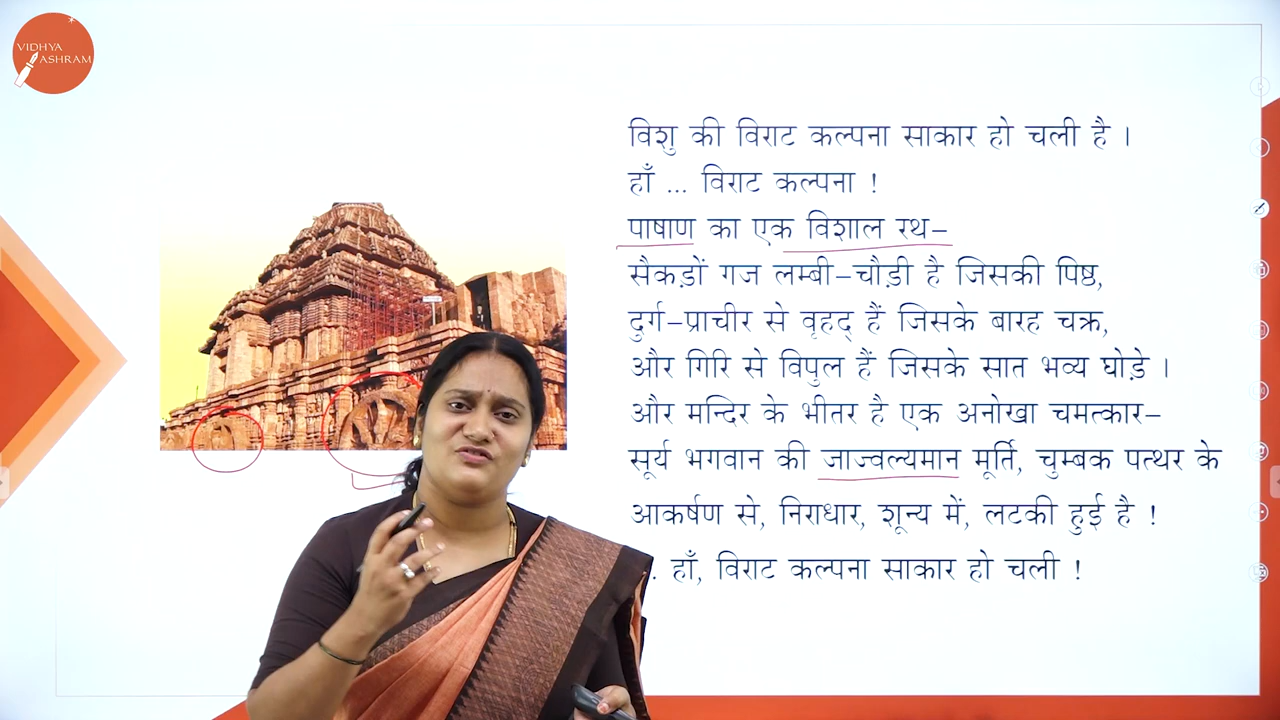 VIDHYA
ASHRAM
विशु की विराट कल्पना साकार हो चली है ।
हाँ ... विराट कल्पना !
पाषाण का एक विशाल रथ–
सैकड़ों गज लम्बी–चौड़ी है जिसकी पिष्ठ,
दुर्ग–प्राचीर से वृहद् हैं जिसके बारह चक्र,
और गिरि से विपुल हैं जिसके सात भव्य घोड़े ।
और मन्दिर के भीतर है एक अनोखा चमत्कार–
सूर्य भगवान की जाज्वल्यमान मूर्ति, चुम्बक पत्थर के
आकर्षण से, निराधार, शून्य में, लटकी हुई है !
. हाँ, विराट कल्पना साकार हो चली !